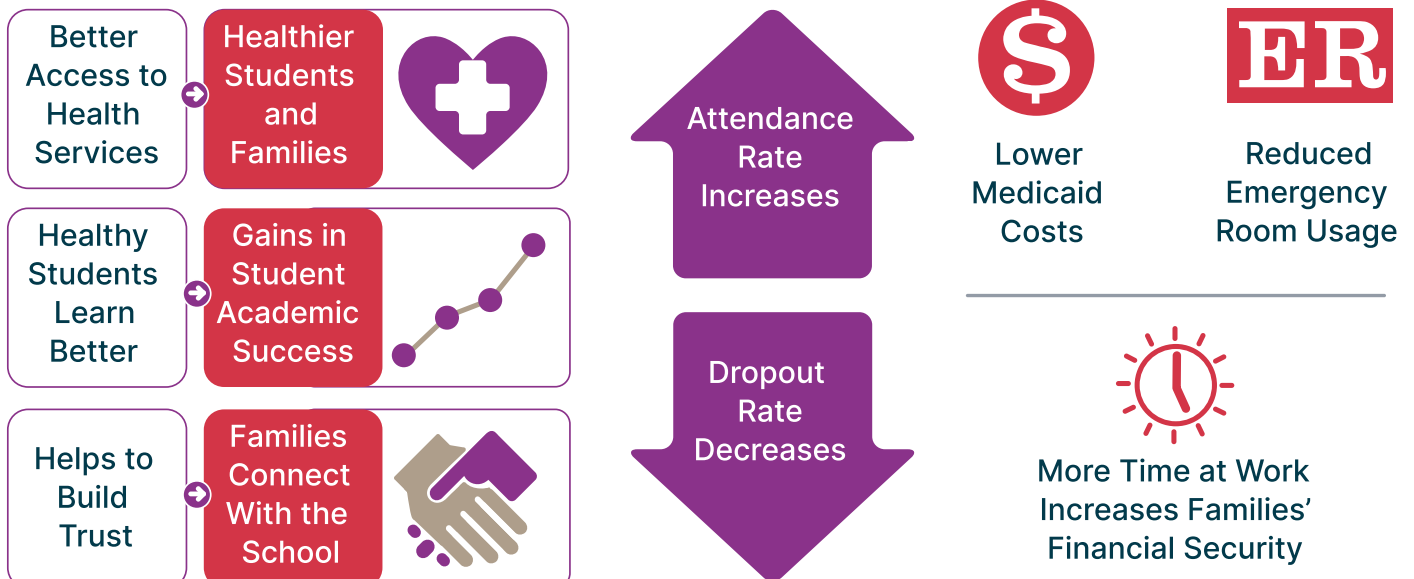 Better
Access to
Health
Services
Healthier
Students
and
Families
Healthy
Students
Learn
Better
Gains in
Student
Academic
Success
Helps to
Build
Trust
Families
Connect
With the
School
Attendance
Rate
Increases
Dropout
Rate
Decreases
$
Lower
Medicaid
Costs
ER
Reduced
Emergency
Room Usage
More Time at Work
Increases Families’
Financial Security